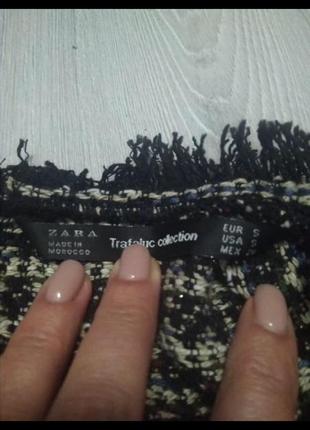 ZARA
MADE IN
MOROCCO
Trafaluc collection
EUR S
USA S
MEX